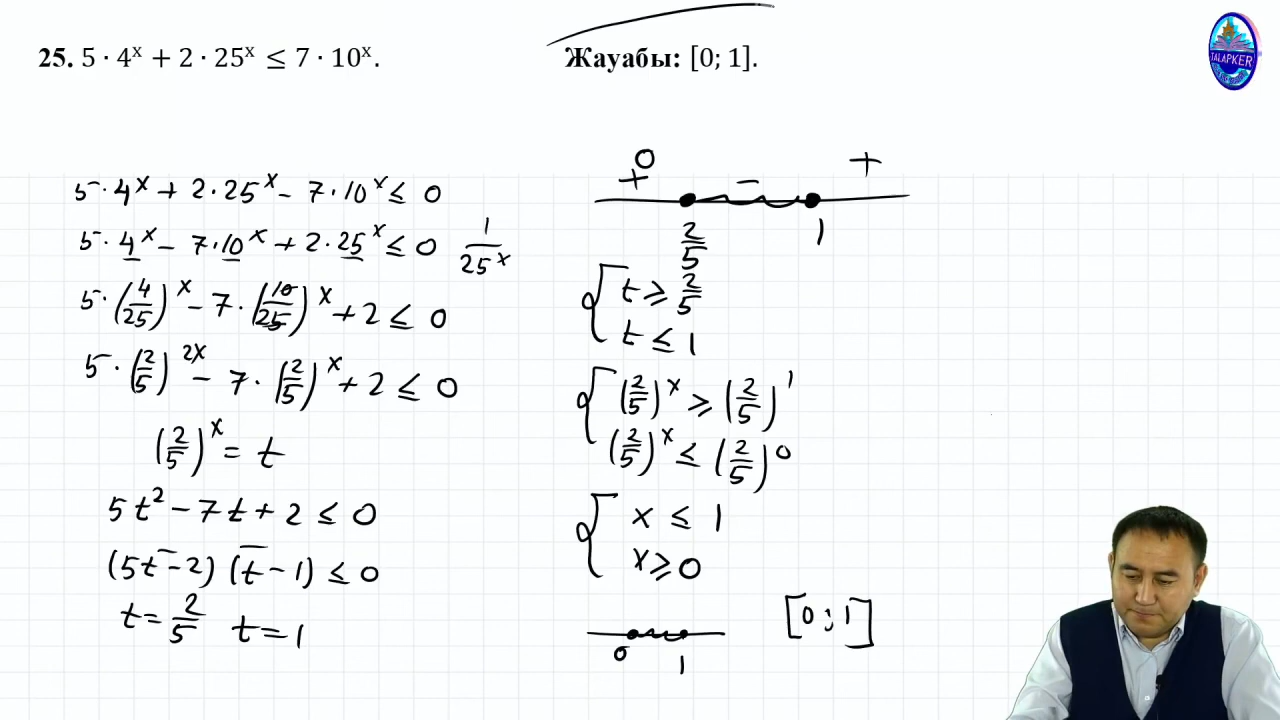 25. 5 · 4ˣ + 2 · 25ˣ ≤ 7 · 10ˣ.
Жауабы: [0; 1].
TALAPKER
5·4ˣ + 2·25ˣ - 7·10ˣ ≤ 0
5·4ˣ - 7·10ˣ + 2·25ˣ ≤ 0 1/25ˣ
5·(4/25)ˣ - 7·(10/25)ˣ + 2 ≤ 0
5·(2/5)²ˣ - 7·(2/5)ˣ + 2 ≤ 0
(2/5)ˣ = t
5t² - 7t + 2 ≤ 0
(5t - 2) (t - 1) ≤ 0
t = 2/5 t = 1
0
+ - +
2/5 1
{ t ≥ 2/5
t ≤ 1
{ (2/5)ˣ ≥ (2/5)¹
(2/5)ˣ ≤ (2/5)⁰
{ x ≤ 1
x ≥ 0
0 1
[0; 1]